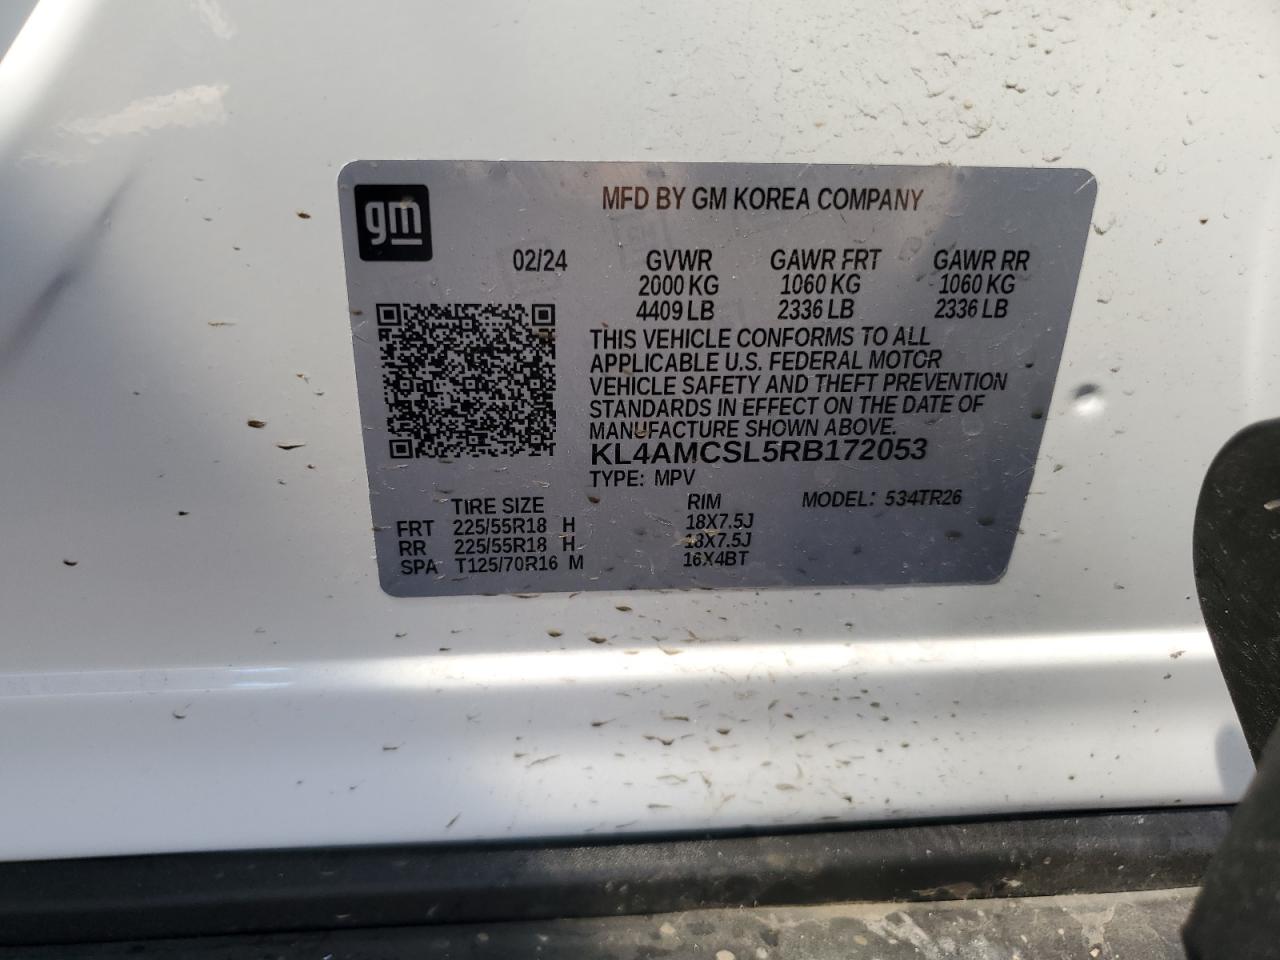 gm
MFD BY GM KOREA COMPANY
02/24 GVWR GAWR FRT GAWR RR
2000 KG 1060 KG 1060 KG
4409 LB 2336 LB 2336 LB
THIS VEHICLE CONFORMS TO ALL
APPLICABLE U.S. FEDERAL MOTOR
VEHICLE SAFETY AND THEFT PREVENTION
STANDARDS IN EFFECT ON THE DATE OF
MANUFACTURE SHOWN ABOVE.
KL4AMCSL5RB172053
TYPE: MPV
TIRE SIZE RIM MODEL: 534TR26
FRT 225/55R18 H 18X7.5J
RR 225/55R18 H 18X7.5J
SPA T125/70R16 M 16X4BT